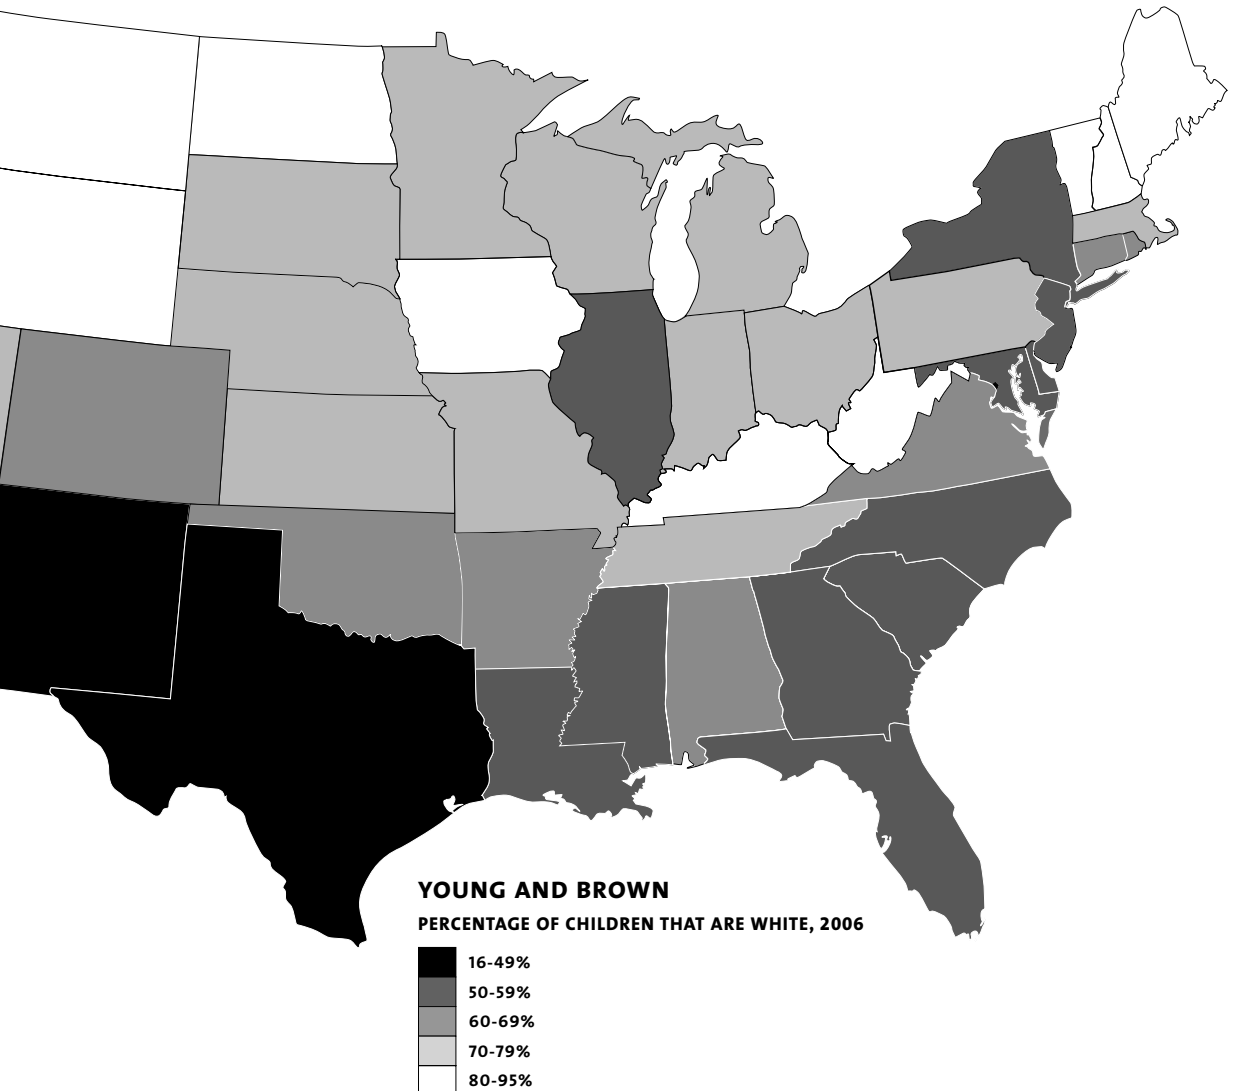 YOUNG AND BROWN
PERCENTAGE OF CHILDREN THAT ARE WHITE, 2006
16-49%
50-59%
60-69%
70-79%
80-95%